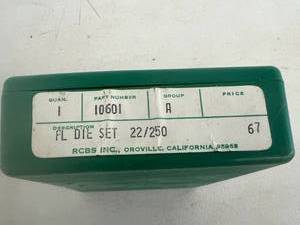 QUAN. PART NUMBER GROUP PRICE
1 10601 A
DESCRIPTION
FL DIE SET 22/250 67
RCBS INC., OROVILLE, CALIFORNIA 95965